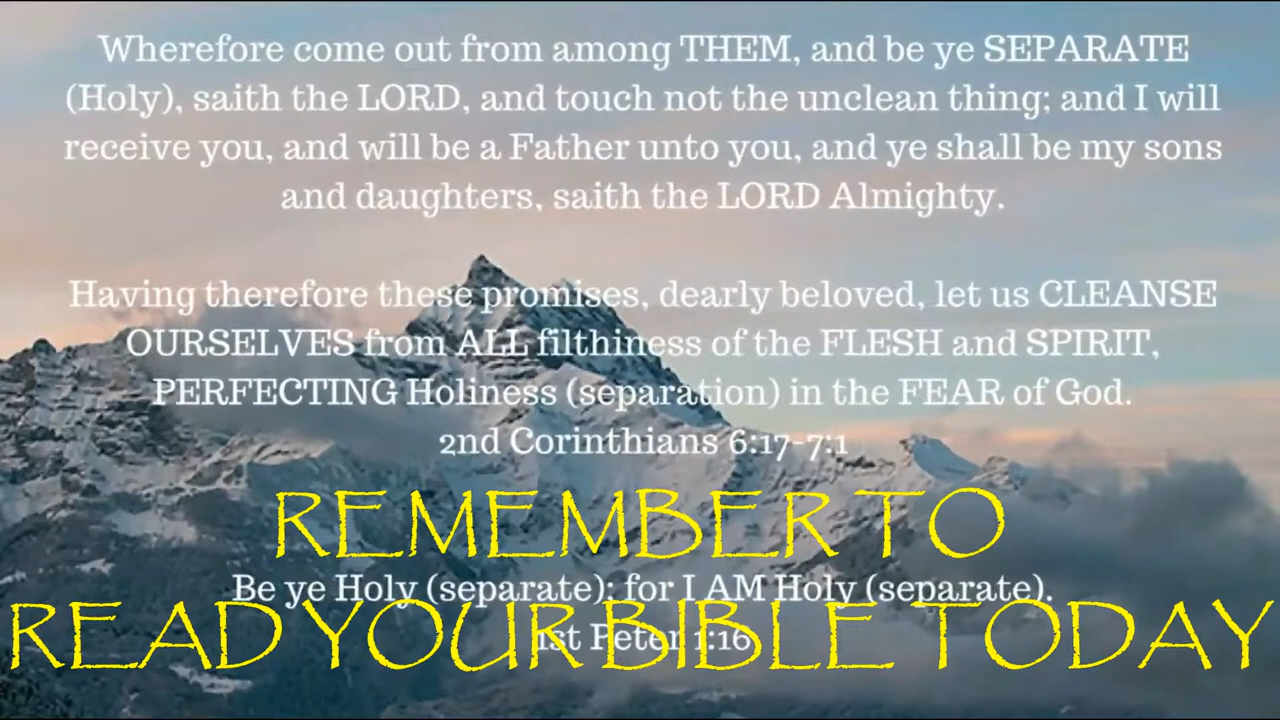 Wherefore come out from among THEM, and be ye SEPARATE
(Holy), saith the LORD, and touch not the unclean thing; and I will
receive you, and will be a Father unto you, and ye shall be my sons
and daughters, saith the LORD Almighty.
Having therefore these promises, dearly beloved, let us CLEANSE
OURSELVES from ALL filthiness of the FLESH and SPIRIT,
PERFECTING Holiness (separation) in the FEAR of God.
2nd Corinthians 6:17-7:1
REMEMBER TO
Be ye Holy (separate); for I AM Holy (separate).
READ YOUR BIBLE TODAY
1st Peter 1:16